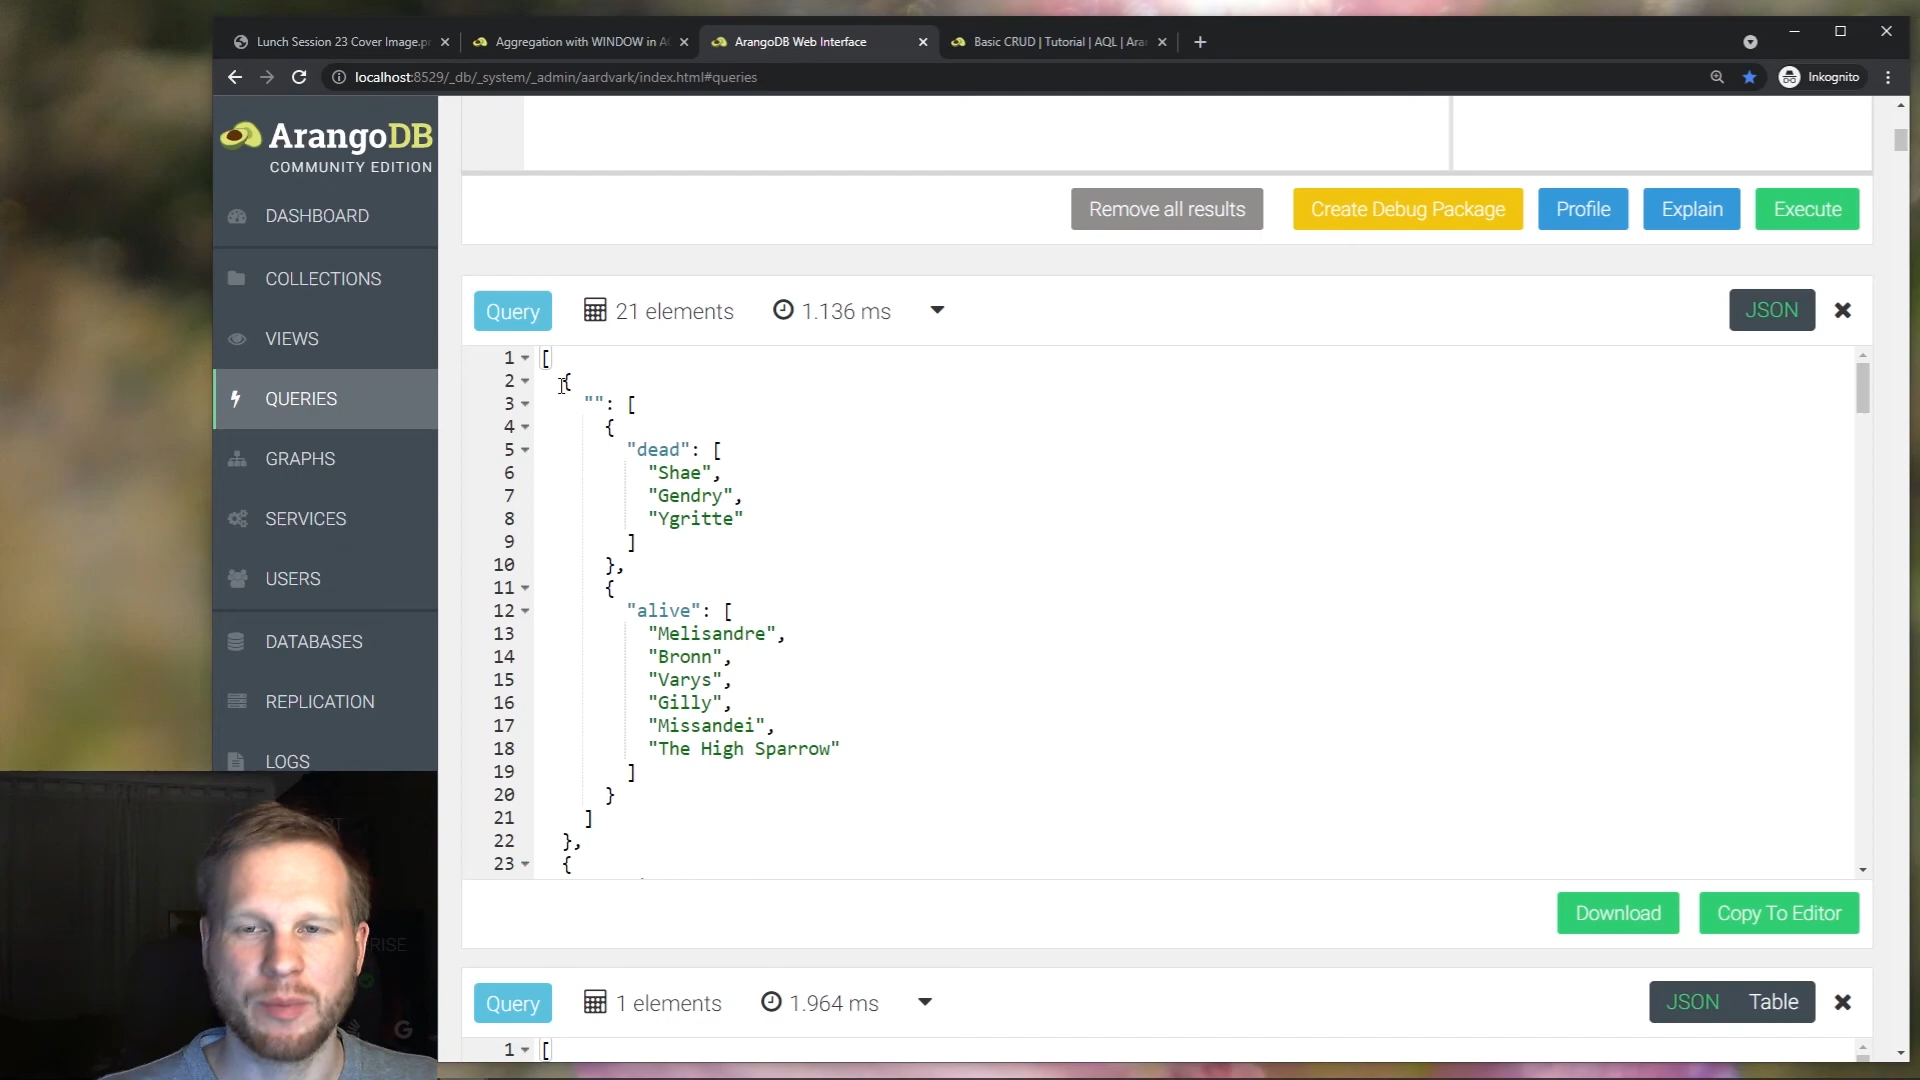 Lunch Session 23 Cover Image.pr
Aggregation with WINDOW in A
ArangoDB Web Interface
Basic CRUD | Tutorial | AQL | Ara
localhost:8529/_db/_system/_admin/aardvark/index.html#queries
Inkognito
ArangoDB
COMMUNITY EDITION
DASHBOARD
COLLECTIONS
VIEWS
QUERIES
GRAPHS
SERVICES
USERS
DATABASES
REPLICATION
LOGS
RISE
Remove all results
Create Debug Package
Profile
Explain
Execute
Query
21 elements
1.136 ms
JSON
1 [
2 {
3 "": [
4 {
5 "dead": [
6 "Shae",
7 "Gendry",
8 "Ygritte"
9 ]
10 },
11 {
12 "alive": [
13 "Melisandre",
14 "Bronn",
15 "Varys",
16 "Gilly",
17 "Missandei",
18 "The High Sparrow"
19 ]
20 }
21 ]
22 },
23 {
Download
Copy To Editor
Query
1 elements
1.964 ms
JSON
Table
1 [